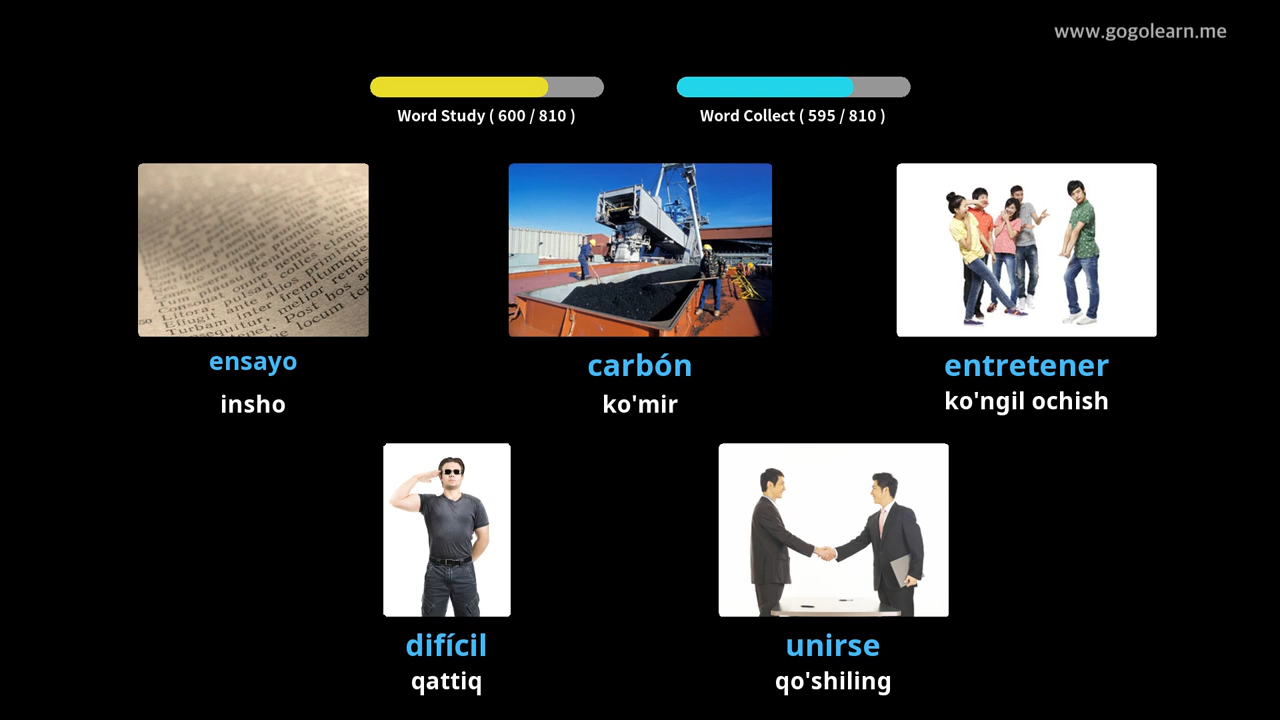 www.gogolearn.me
Word Study ( 600 / 810 )
Word Collect ( 595 / 810 )
ensayo
insho
carbón
ko'mir
entretener
ko'ngil ochish
difícil
qattiq
unirse
qo'shiling